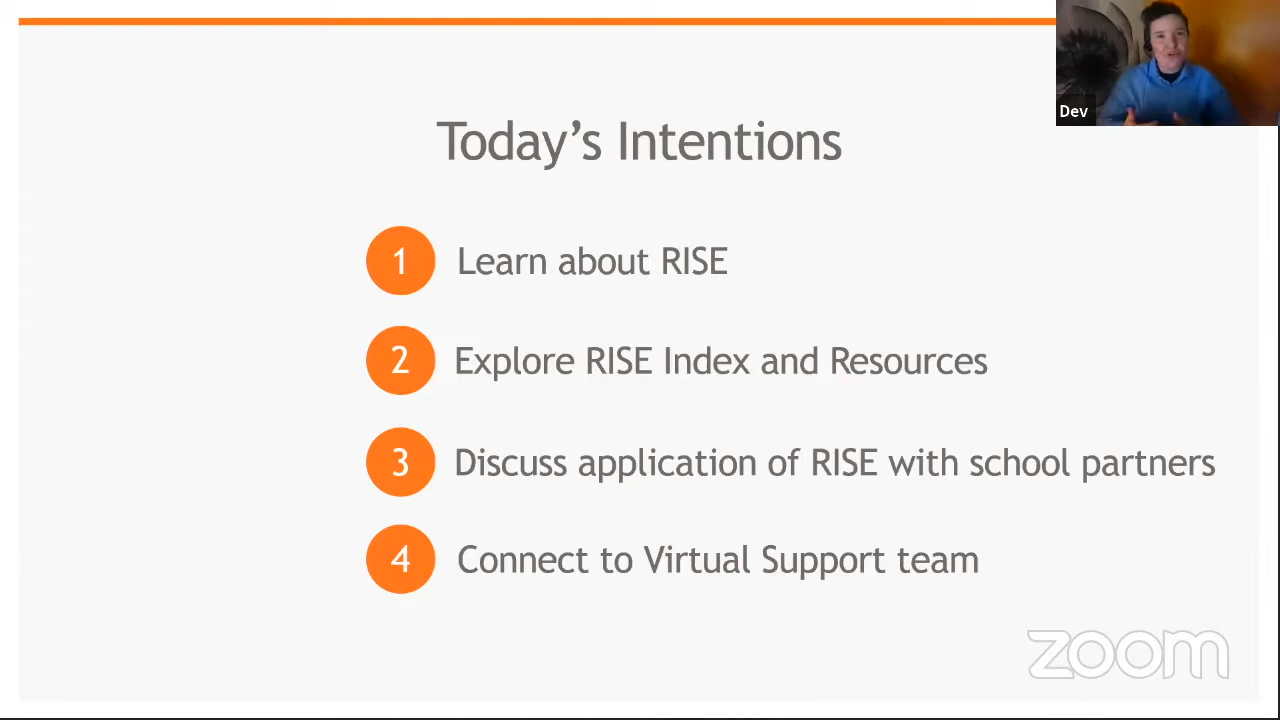 Dev
Today’s Intentions
1 Learn about RISE
2 Explore RISE Index and Resources
3 Discuss application of RISE with school partners
4 Connect to Virtual Support team
zoom